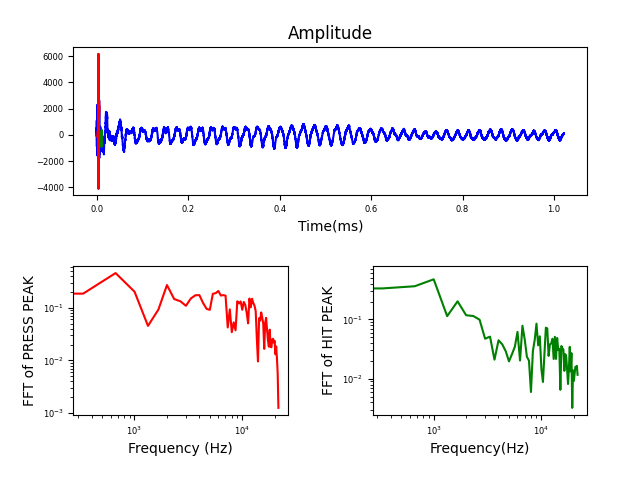 Amplitude
6000
4000
2000
0
−2000
−4000
0.0 0.2 0.4 0.6 0.8 1.0
Time(ms)
FFT of PRESS PEAK
10⁻¹
10⁻²
10⁻³
10³ 10⁴
Frequency (Hz)
FFT of HIT PEAK
10⁻¹
10⁻²
10³ 10⁴
Frequency(Hz)